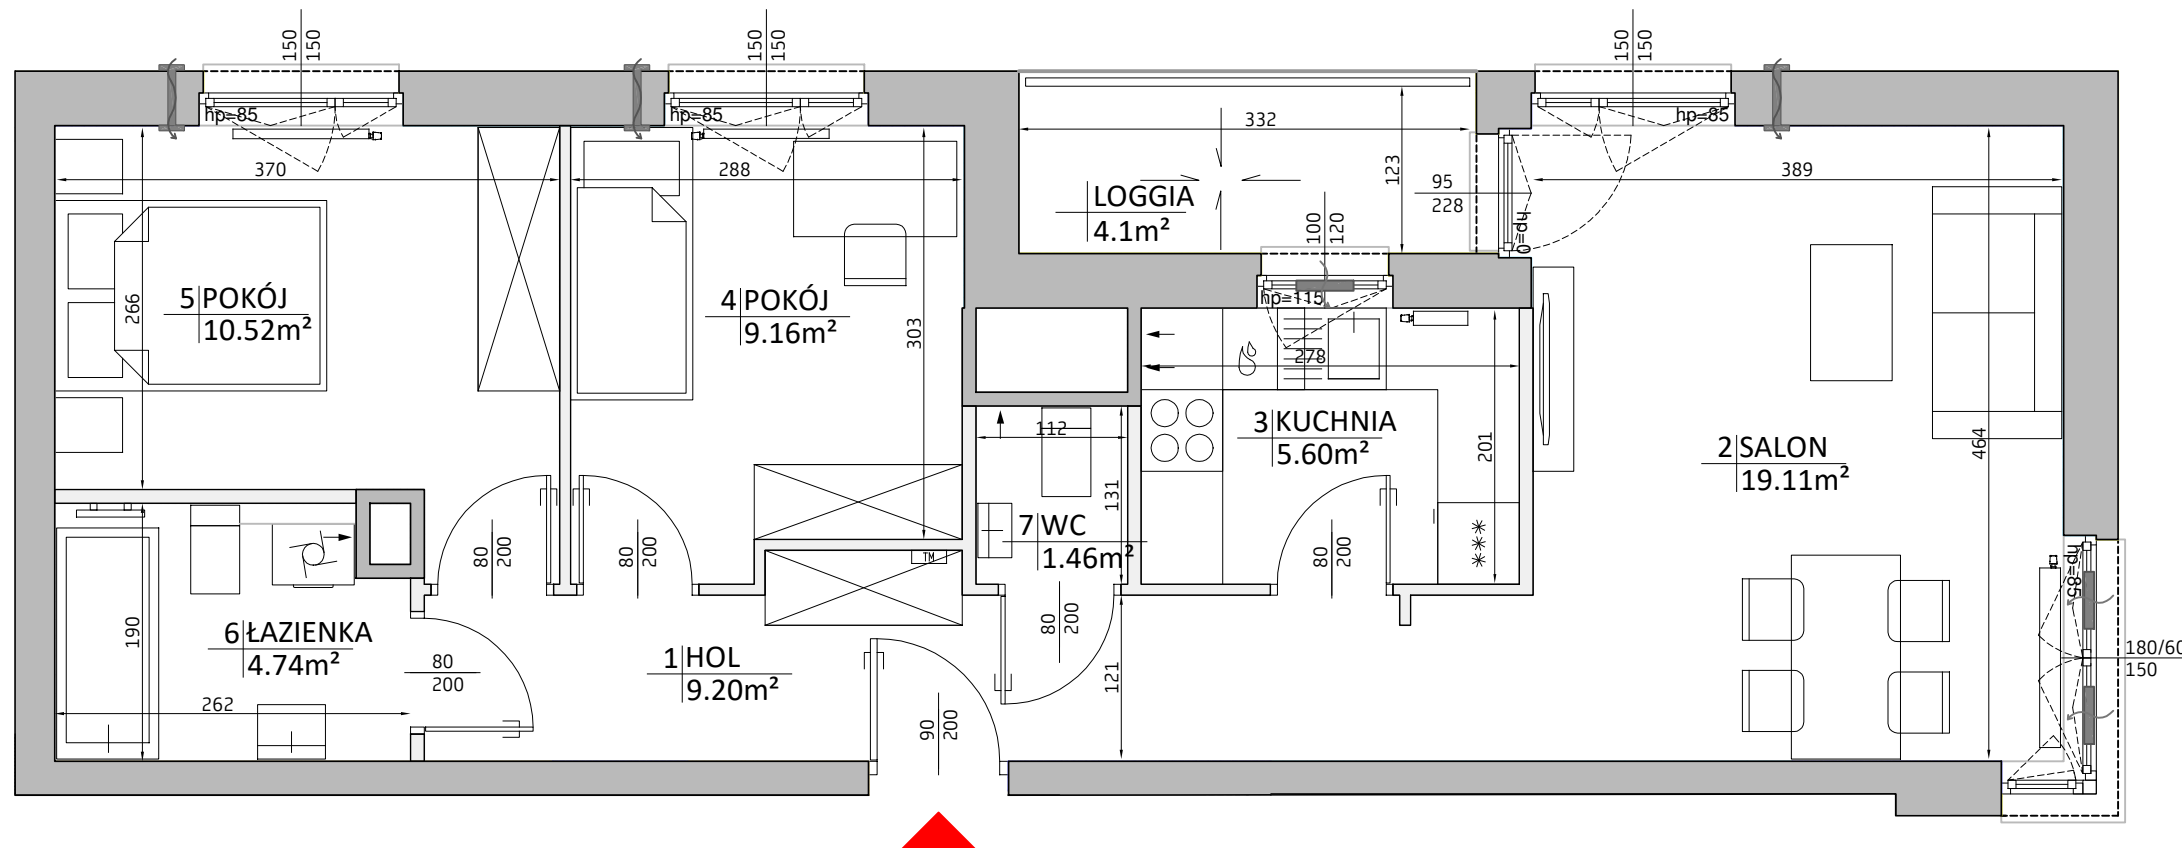 150
150
150
150
150
150
hp=85
hp=85
hp=85
332
123
370
288
389
95
228
hp=0
LOGGIA
4.1m²
100
120
hp=115
5 POKÓJ
10.52m²
266
4 POKÓJ
9.16m²
303
278
3 KUCHNIA
5.60m²
201
112
131
2 SALON
19.11m²
464
7 WC
1.46m²
TM
80
200
80
200
80
200
80
200
80
200
hp=85
190
6 ŁAZIENKA
4.74m²
262
1 HOL
9.20m²
121
90
200
180/60
150